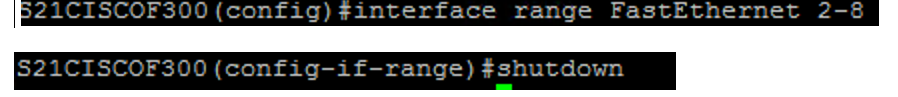 S21CISCOF300(config)#interface range FastEthernet 2-8
S21CISCOF300(config-if-range)#shutdown